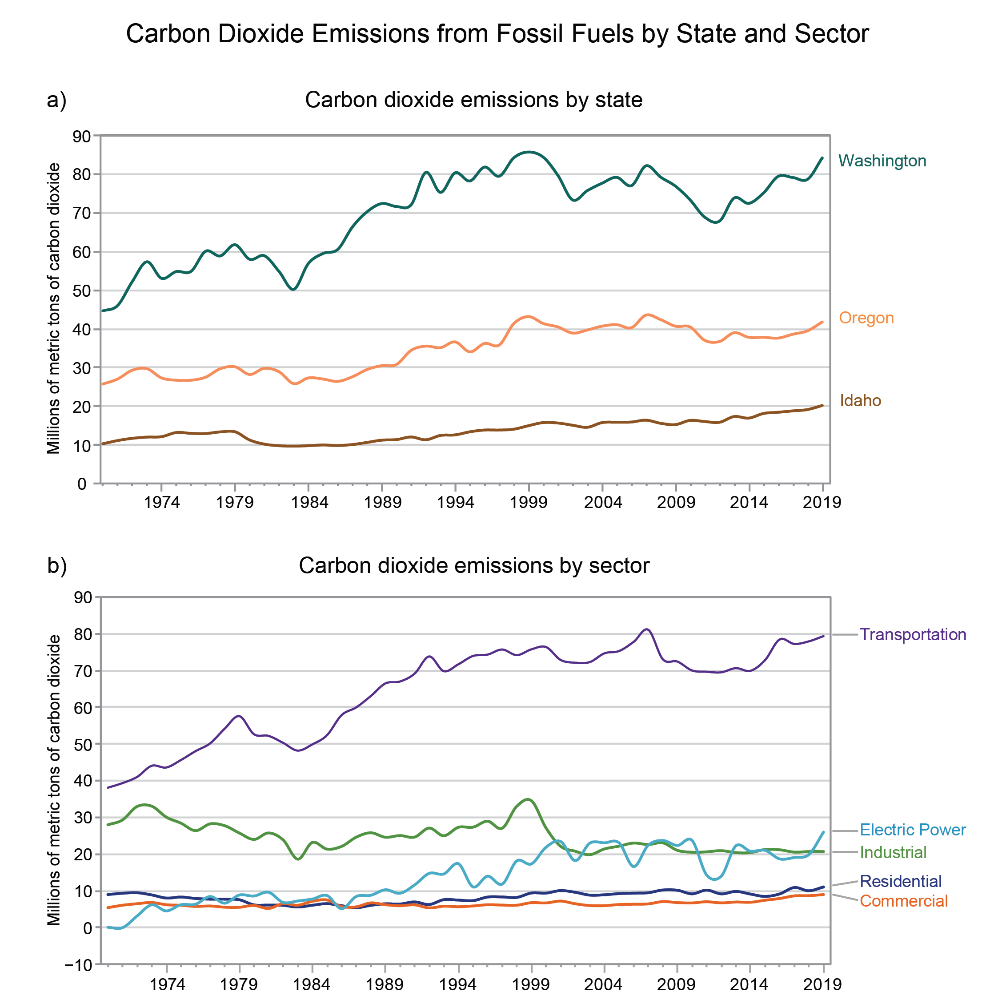 Carbon Dioxide Emissions from Fossil Fuels by State and Sector
a)
Carbon dioxide emissions by state
Millions of metric tons of carbon dioxide
90
80
70
60
50
40
30
20
10
0
Washington
Oregon
Idaho
1974 1979 1984 1989 1994 1999 2004 2009 2014 2019
b)
Carbon dioxide emissions by sector
Millions of metric tons of carbon dioxide
90
80
70
60
50
40
30
20
10
0
−10
Transportation
Electric Power
Industrial
Residential
Commercial
1974 1979 1984 1989 1994 1999 2004 2009 2014 2019